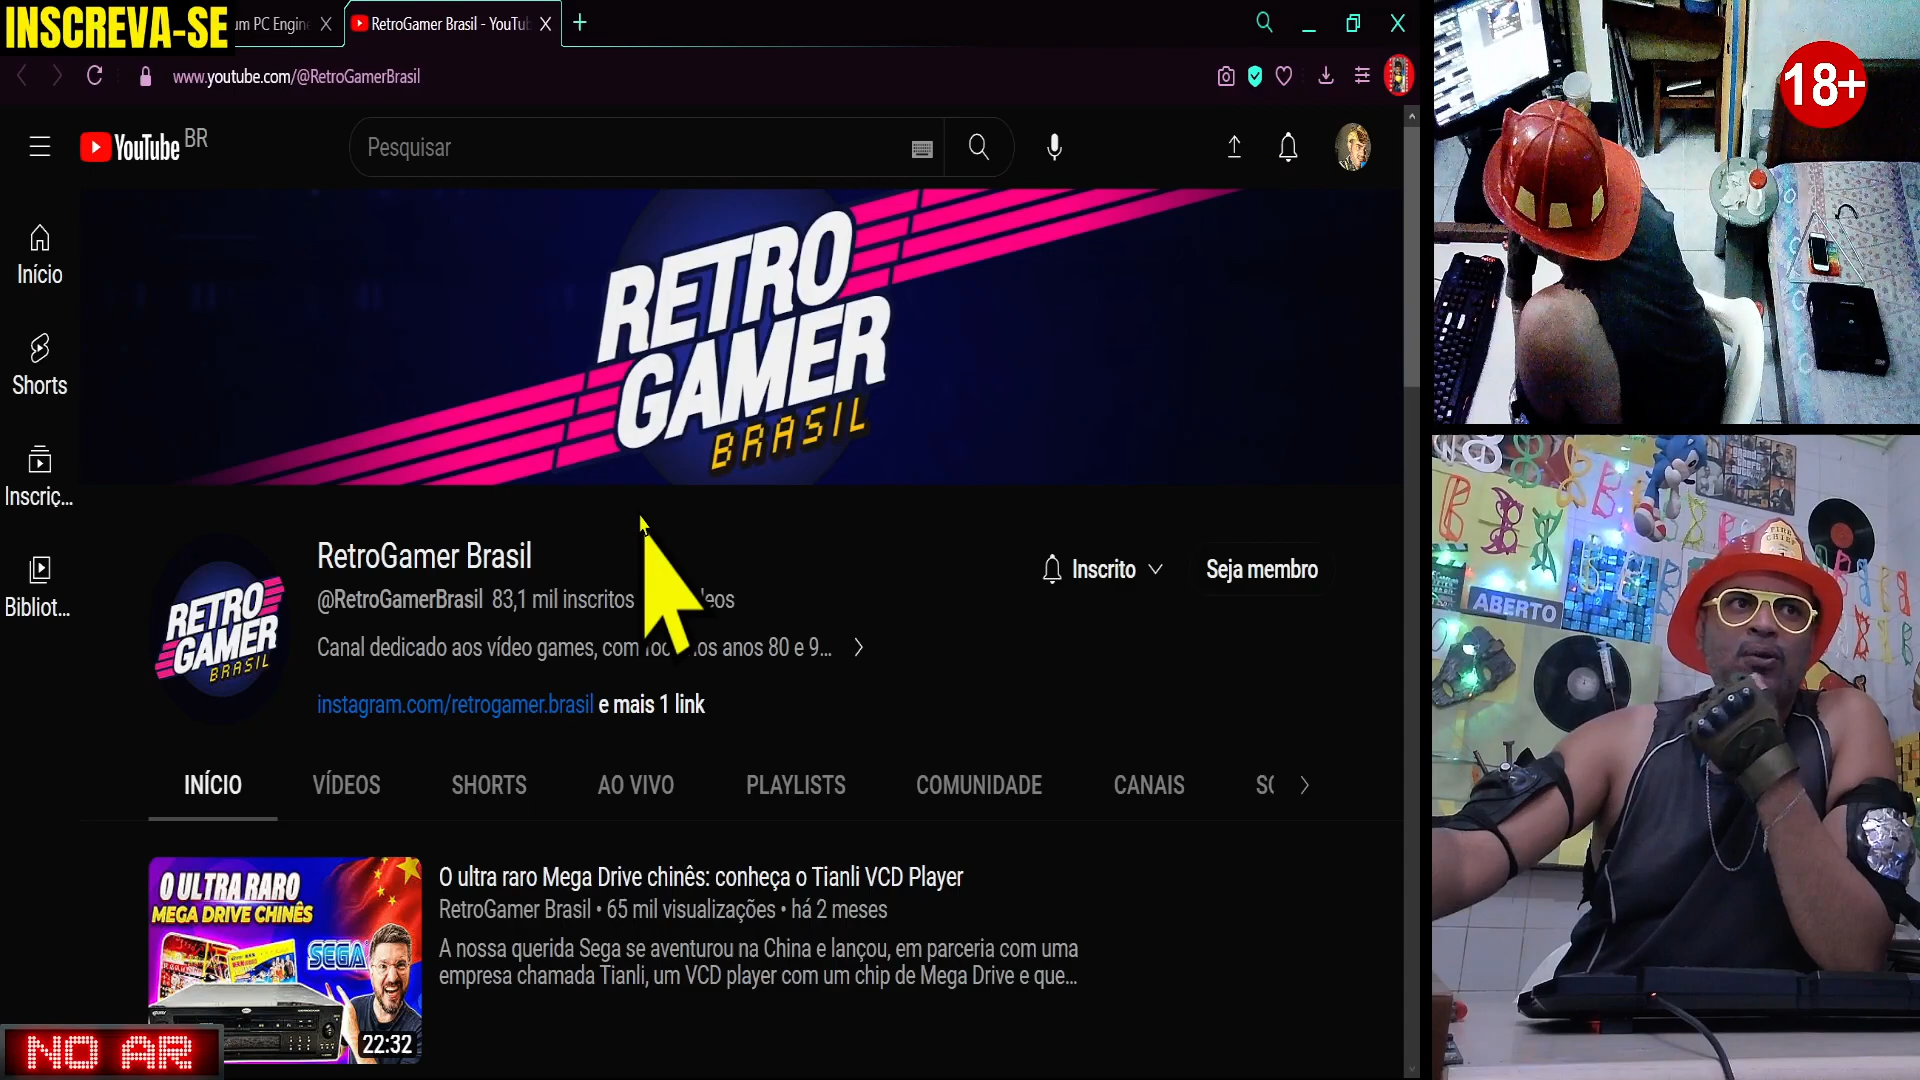 INSCREVA-SE
um PC Engin
RetroGamer Brasil - YouTu
www.youtube.com/@RetroGamerBrasil
18+
YouTube BR
Pesquisar
RETRO
GAMER
BRASIL
Início
Shorts
Inscriç...
Bibliot...
RETRO
GAMER
BRASIL
RetroGamer Brasil
@RetroGamerBrasil 83,1 mil inscritos
Canal dedicado aos vídeo games, com foc os anos 80 e 9...
instagram.com/retrogamer.brasil e mais 1 link
Inscrito
Seja membro
INÍCIO VÍDEOS SHORTS AO VIVO PLAYLISTS COMUNIDADE CANAIS
O ULTRA RARO
MEGA DRIVE CHINÊS
SEGA
22:32
O ultra raro Mega Drive chinês: conheça o Tianli VCD Player
RetroGamer Brasil • 65 mil visualizações • há 2 meses
A nossa querida Sega se aventurou na China e lançou, em parceria com uma
empresa chamada Tianli, um VCD player com um chip de Mega Drive e que...
NO AR
ABERTO
FIRE
CHIEF